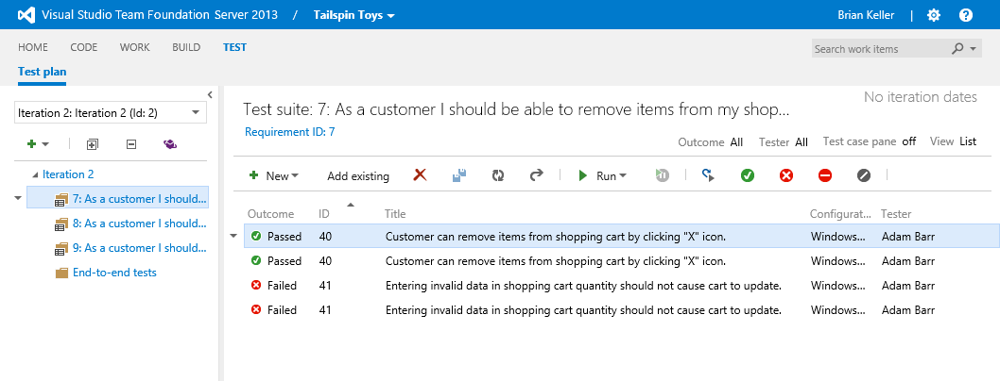 Visual Studio Team Foundation Server 2013 / Tailspin Toys Brian Keller | ?
HOME CODE WORK BUILD TEST Search work items
Test plan
Iteration 2: Iteration 2 (Id: 2)
Iteration 2
7: As a customer I should...
8: As a customer I should...
9: As a customer I should...
End-to-end tests
No iteration dates
Test suite: 7: As a customer I should be able to remove items from my shop...
Requirement ID: 7
Outcome All Tester All Test case pane off View List
New Add existing Run
Outcome ID Title Configurat... Tester
Passed 40 Customer can remove items from shopping cart by clicking "X" icon. Windows... Adam Barr
Passed 40 Customer can remove items from shopping cart by clicking "X" icon. Windows... Adam Barr
Failed 41 Entering invalid data in shopping cart quantity should not cause cart to update. Windows... Adam Barr
Failed 41 Entering invalid data in shopping cart quantity should not cause cart to update. Windows... Adam Barr